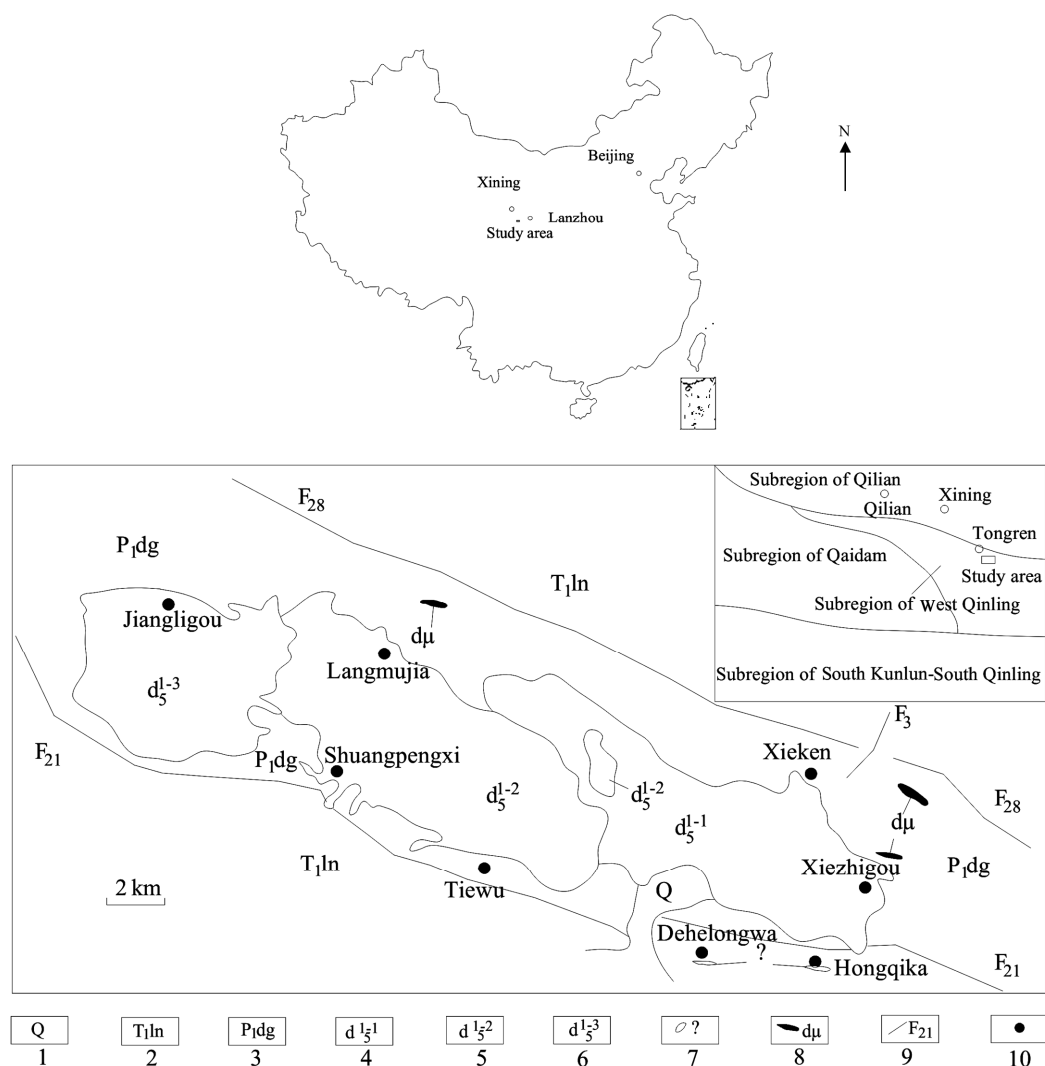 N
Beijing
Xining
Lanzhou
Study area
F28
P1dg
T1ln
Jiangligou
dμ
Langmujia
d5 1-3
F21
P1dg
Shuangpengxi
d5 1-2
d5 1-2
d5 1-1
Xieken
F3
F28
dμ
P1dg
T1ln
Tiewu
Q
Xiezhigou
2 km
Dehelongwa
?
Hongqika
F21
Subregion of Qilian
Qilian
Xining
Tongren
Subregion of Qaidam
Study area
Subregion of West Qinling
Subregion of South Kunlun-South Qinling
Q T1ln P1dg d5 1-1 d5 1-2 d5 1-3 ? dμ F21
1 2 3 4 5 6 7 8 9 10